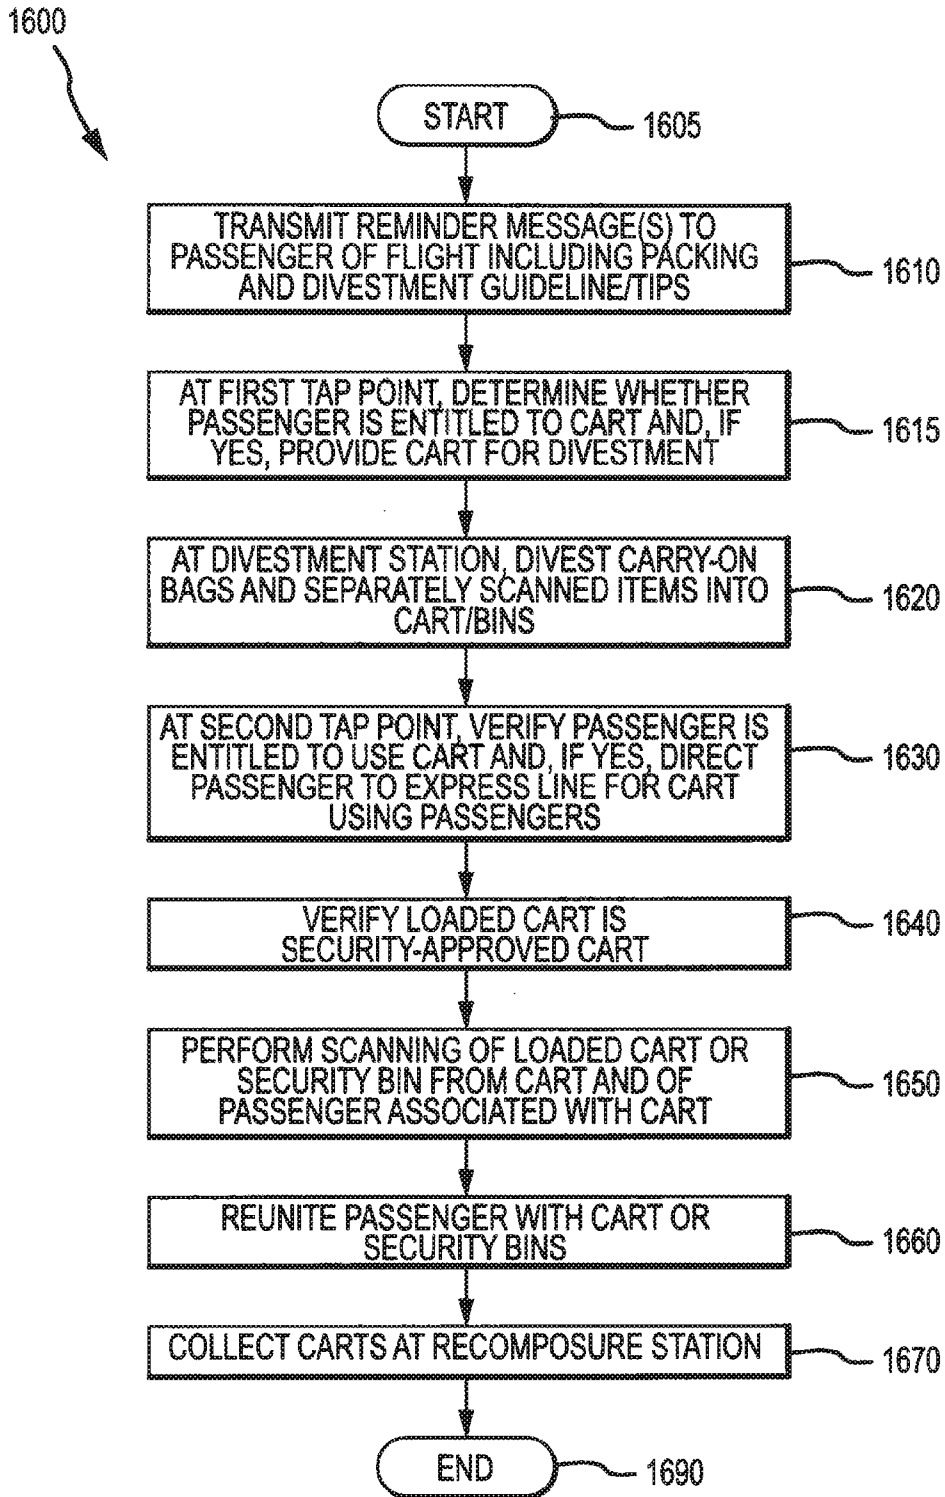 1600
START
1605
TRANSMIT REMINDER MESSAGE(S) TO
PASSENGER OF FLIGHT INCLUDING PACKING
AND DIVESTMENT GUIDELINE/TIPS
1610
AT FIRST TAP POINT, DETERMINE WHETHER
PASSENGER IS ENTITLED TO CART AND, IF
YES, PROVIDE CART FOR DIVESTMENT
1615
AT DIVESTMENT STATION, DIVEST CARRY-ON
BAGS AND SEPARATELY SCANNED ITEMS INTO
CART/BINS
1620
AT SECOND TAP POINT, VERIFY PASSENGER IS
ENTITLED TO USE CART AND, IF YES, DIRECT
PASSENGER TO EXPRESS LINE FOR CART
USING PASSENGERS
1630
VERIFY LOADED CART IS
SECURITY-APPROVED CART
1640
PERFORM SCANNING OF LOADED CART OR
SECURITY BIN FROM CART AND OF
PASSENGER ASSOCIATED WITH CART
1650
REUNITE PASSENGER WITH CART OR
SECURITY BINS
1660
COLLECT CARTS AT RECOMPOSURE STATION
1670
END
1690